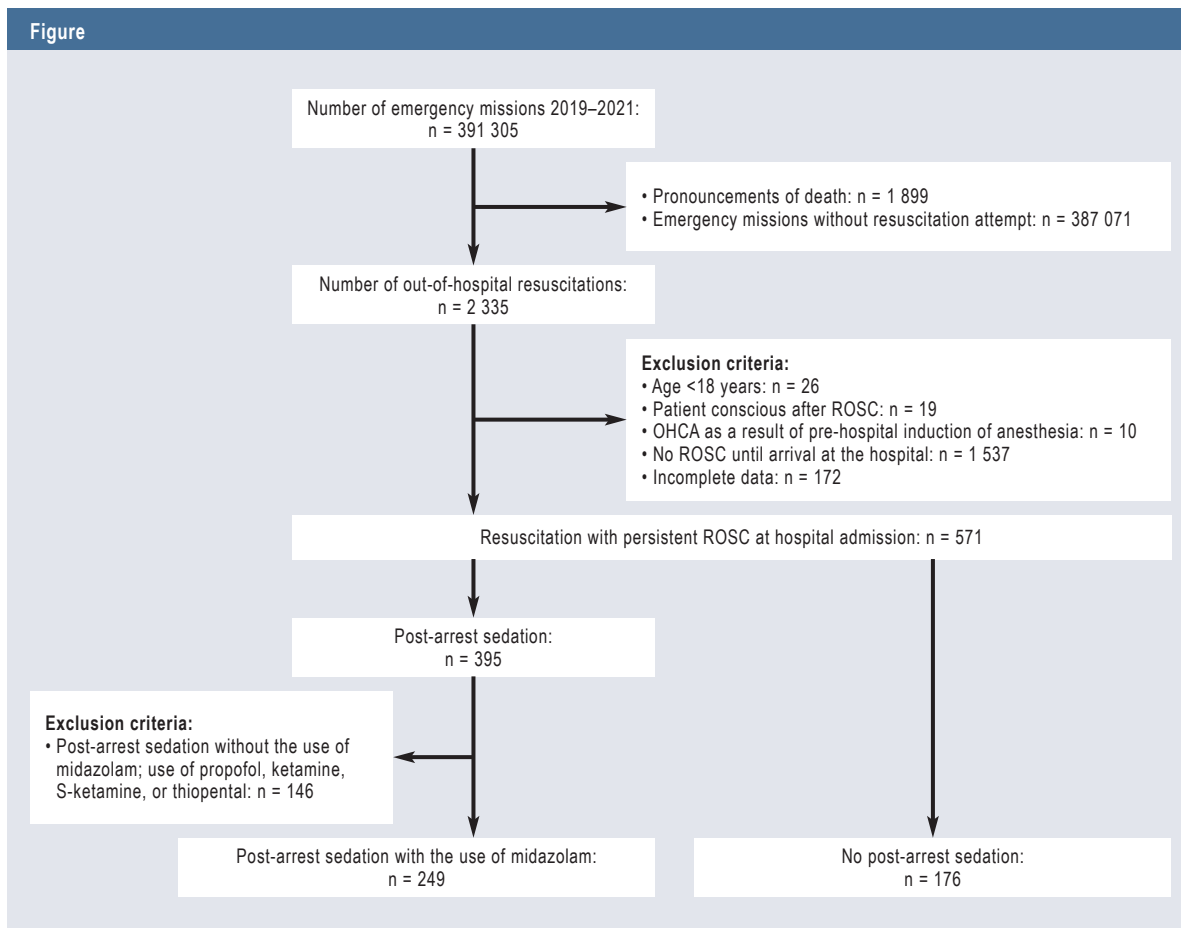 Figure
Number of emergency missions 2019–2021:
n = 391 305
• Pronouncements of death: n = 1 899
• Emergency missions without resuscitation attempt: n = 387 071
Number of out-of-hospital resuscitations:
n = 2 335
Exclusion criteria:
• Age <18 years: n = 26
• Patient conscious after ROSC: n = 19
• OHCA as a result of pre-hospital induction of anesthesia: n = 10
• No ROSC until arrival at the hospital: n = 1 537
• Incomplete data: n = 172
Resuscitation with persistent ROSC at hospital admission: n = 571
Post-arrest sedation:
n = 395
Exclusion criteria:
• Post-arrest sedation without the use of
midazolam; use of propofol, ketamine,
S-ketamine, or thiopental: n = 146
Post-arrest sedation with the use of midazolam:
n = 249
No post-arrest sedation:
n = 176